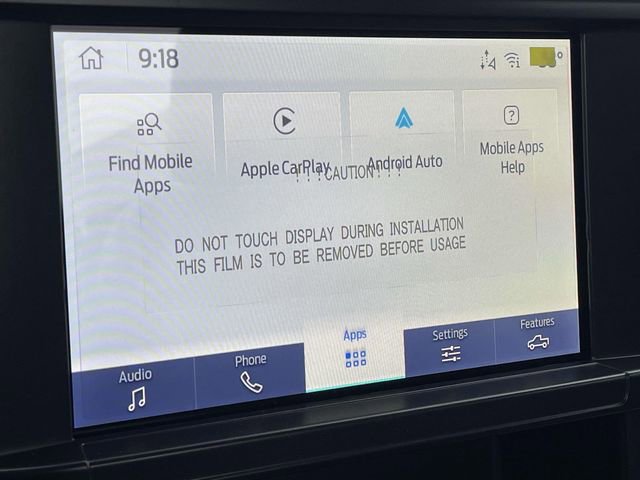 9:18
Find Mobile
Apps
Apple CarPlay
Android Auto
Mobile Apps
Help
! ! !CAUTION! ! !
DO NOT TOUCH DISPLAY DURING INSTALLATION
THIS FILM IS TO BE REMOVED BEFORE USAGE
Audio
Phone
Apps
Settings
Features